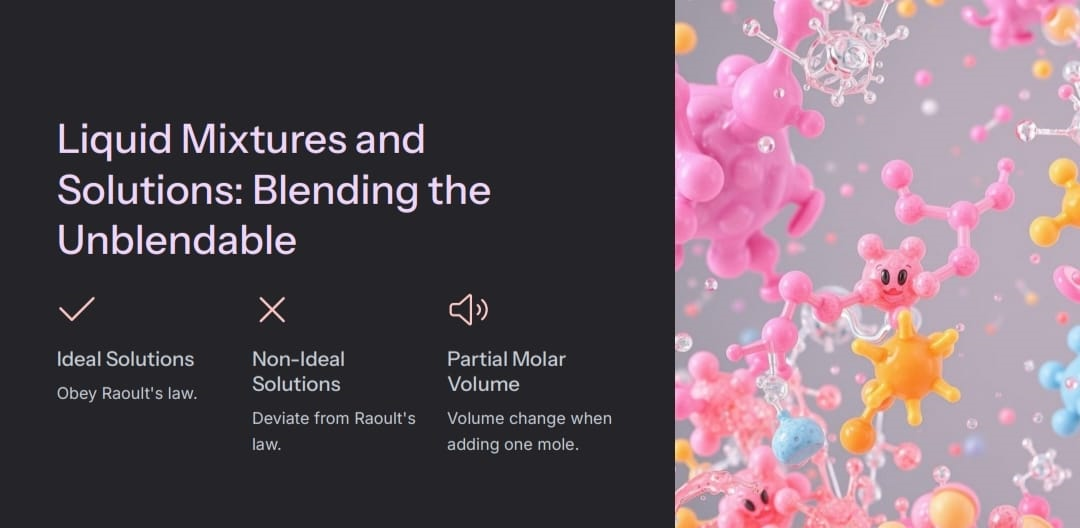 Liquid Mixtures and
Solutions: Blending the
Unblendable
Ideal Solutions
Obey Raoult's law.
Non-Ideal
Solutions
Deviate from Raoult's
law.
Partial Molar
Volume
Volume change when
adding one mole.